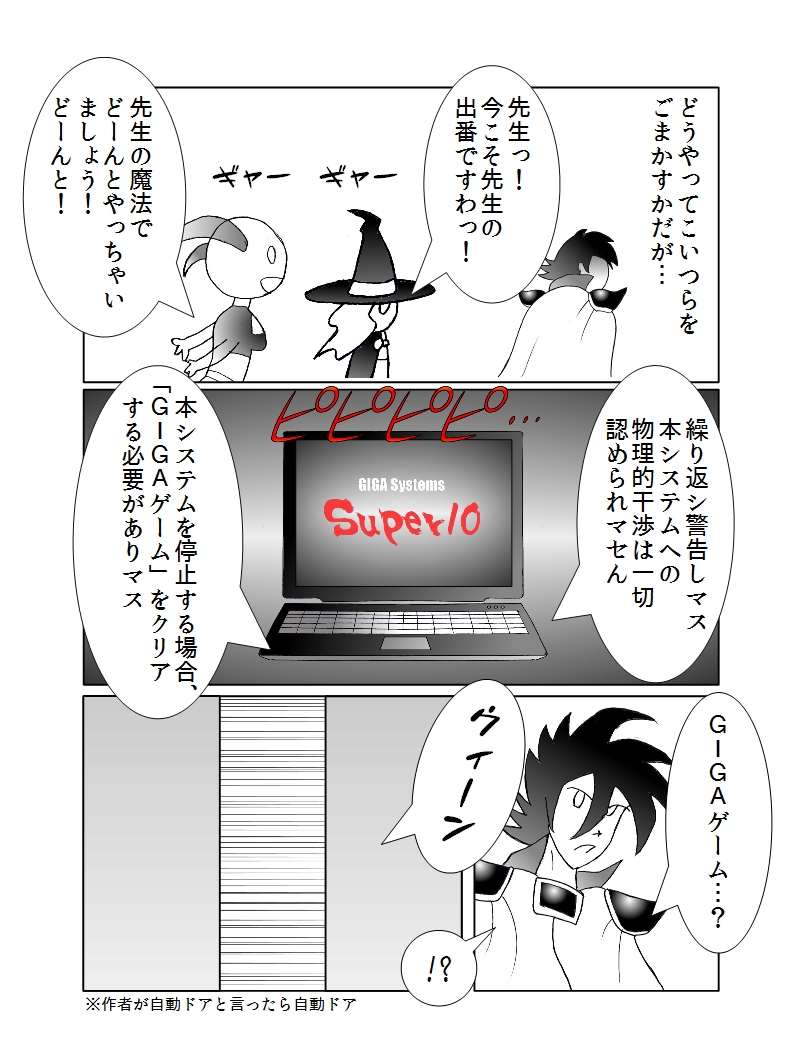 どうやってこいつらを
ごまかすかだが…
先生っ！
今こそ先生の
出番ですわっ！
ギャー
ギャー
先生の魔法で
どーんとやっちゃい
ましょう！
どーんと！
ピピピピ…
繰り返シ警告しマス
本システムへの
物理的干渉は一切
認められマせん
GIGA Systems
Super10
本システムを停止する場合、
「ＧＩＧＡゲーム」をクリア
する必要がありマス
ＧＩＧＡゲーム…？
ヴィーン
!?
※作者が自動ドアと言ったら自動ドア